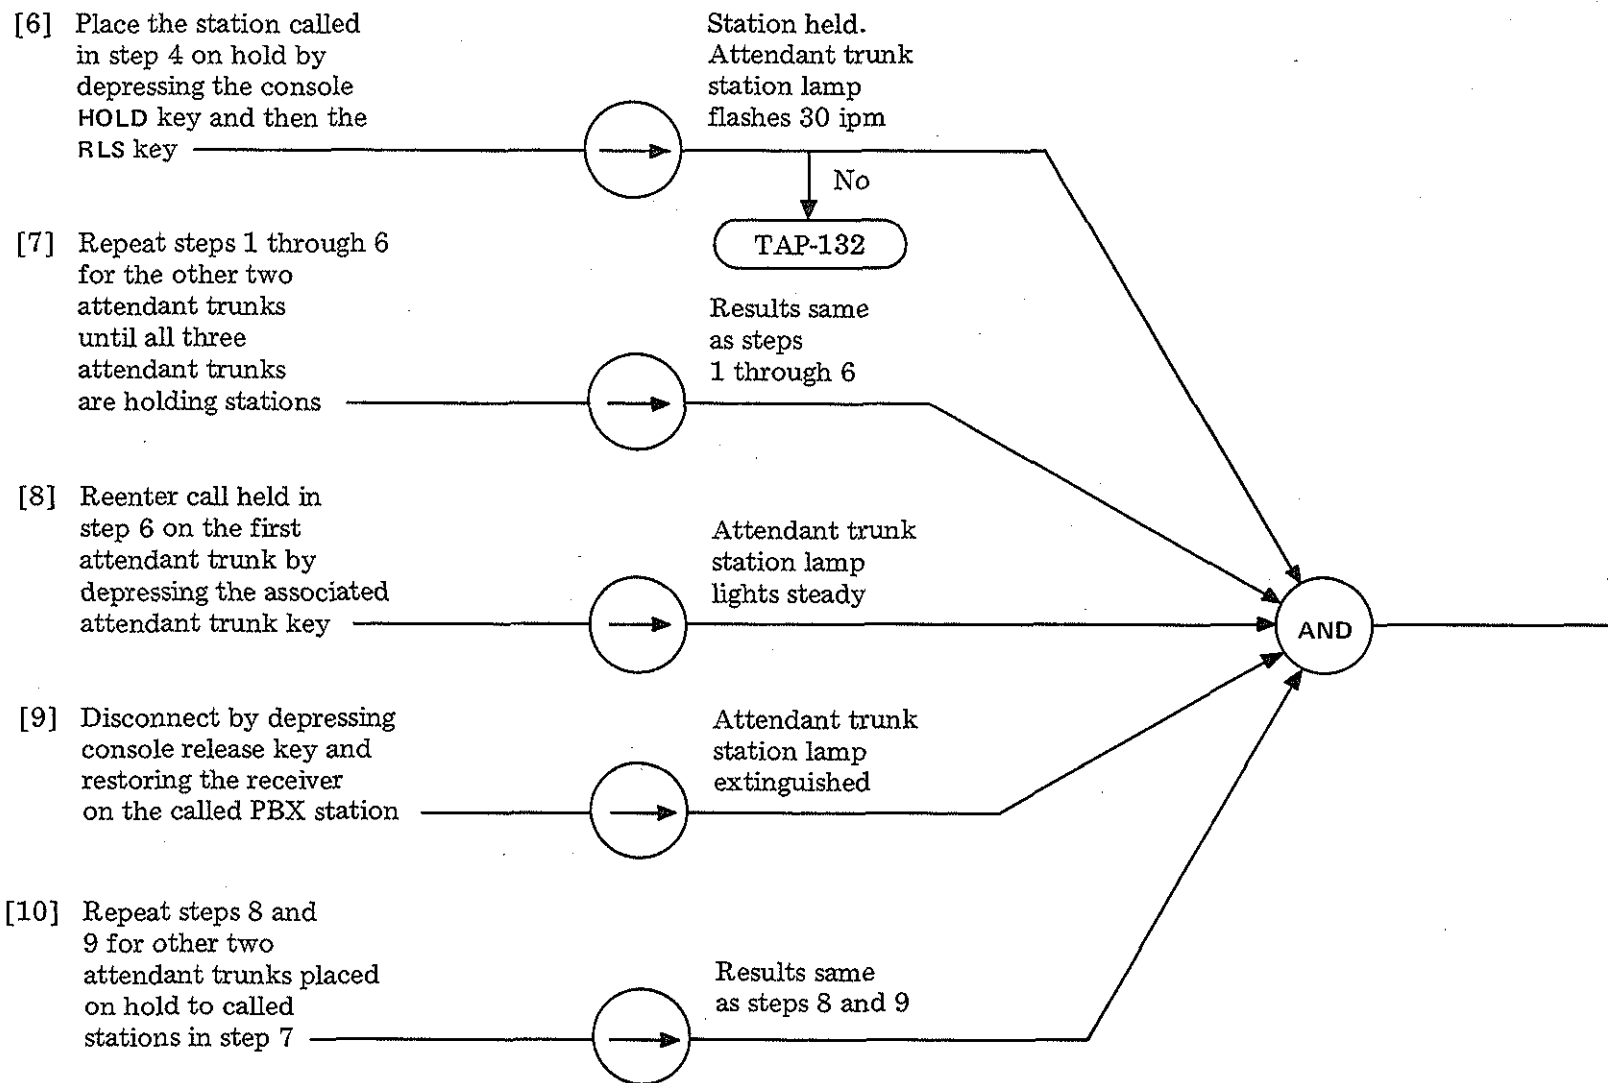 [6] Place the station called
in step 4 on hold by
depressing the console
HOLD key and then the
RLS key
Station held.
Attendant trunk
station lamp
flashes 30 ipm
No
TAP-132
[7] Repeat steps 1 through 6
for the other two
attendant trunks
until all three
attendant trunks
are holding stations
Results same
as steps
1 through 6
[8] Reenter call held in
step 6 on the first
attendant trunk by
depressing the associated
attendant trunk key
Attendant trunk
station lamp
lights steady
AND
[9] Disconnect by depressing
console release key and
restoring the receiver
on the called PBX station
Attendant trunk
station lamp
extinguished
[10] Repeat steps 8 and
9 for other two
attendant trunks placed
on hold to called
stations in step 7
Results same
as steps 8 and 9